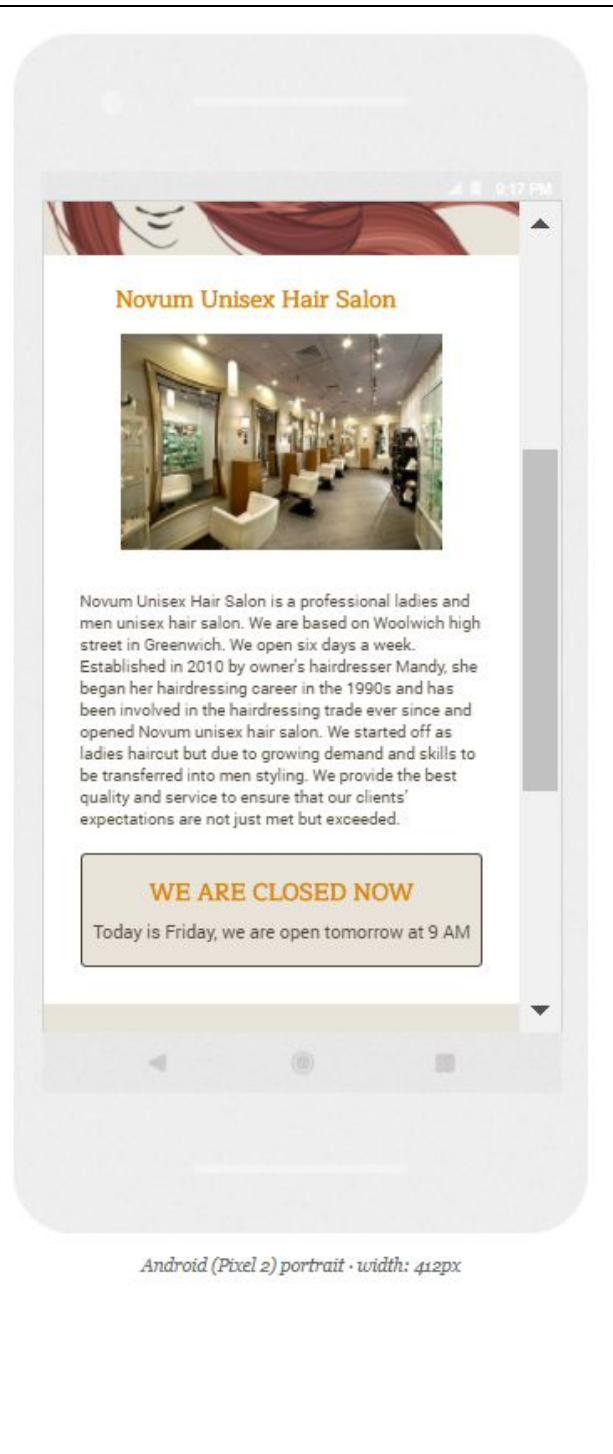 9:17 PM
Novum Unisex Hair Salon
Novum Unisex Hair Salon is a professional ladies and
men unisex hair salon. We are based on Woolwich high
street in Greenwich. We open six days a week.
Established in 2010 by owner's hairdresser Mandy, she
began her hairdressing career in the 1990s and has
been involved in the hairdressing trade ever since and
opened Novum unisex hair salon. We started off as
ladies haircut but due to growing demand and skills to
be transferred into men styling. We provide the best
quality and service to ensure that our clients'
expectations are not just met but exceeded.
WE ARE CLOSED NOW
Today is Friday, we are open tomorrow at 9 AM
Android (Pixel 2) portrait · width: 412px